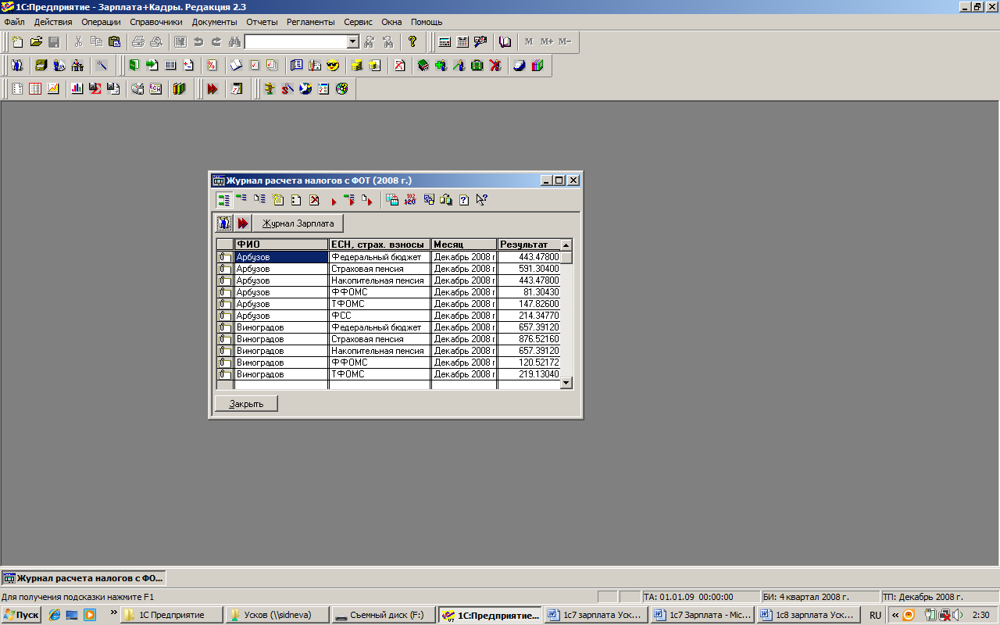 1С:Предприятие - Зарплата+Кадры. Редакция 2.3
Файл Действия Операции Справочники Документы Отчеты Регламенты Сервис Окна Помощь
M M+ M−
Журнал расчета налогов с ФОТ (2008 г.)
Журнал Зарплата
ФИО ЕСН, страх. взносы Месяц Результат
Арбузов Федеральный бюджет Декабрь 2008 г 443.47800
Арбузов Страховая пенсия Декабрь 2008 г 591.30400
Арбузов Накопительная пенсия Декабрь 2008 г 443.47800
Арбузов ФФОМС Декабрь 2008 г 81.30430
Арбузов ТФОМС Декабрь 2008 г 147.82600
Арбузов ФСС Декабрь 2008 г 214.34770
Виноградов Федеральный бюджет Декабрь 2008 г 657.39120
Виноградов Страховая пенсия Декабрь 2008 г 876.52160
Виноградов Накопительная пенсия Декабрь 2008 г 657.39120
Виноградов ФФОМС Декабрь 2008 г 120.52172
Виноградов ТФОМС Декабрь 2008 г 219.13040
Закрыть
Журнал расчета налогов с ФО...
Для получения подсказки нажмите F1 ТА: 01.01.09 00:00:00 БИ: 4 квартал 2008 г. ТП: Декабрь 2008 г.
Пуск » 1С Предприятие Усков (\\sidneva) Съемный диск (F:) 1С:Предприятие... 1с7 зарплата Уск... 1с7 Зарплата - Mic... 1с8 зарплата Уск... RU « 2:30